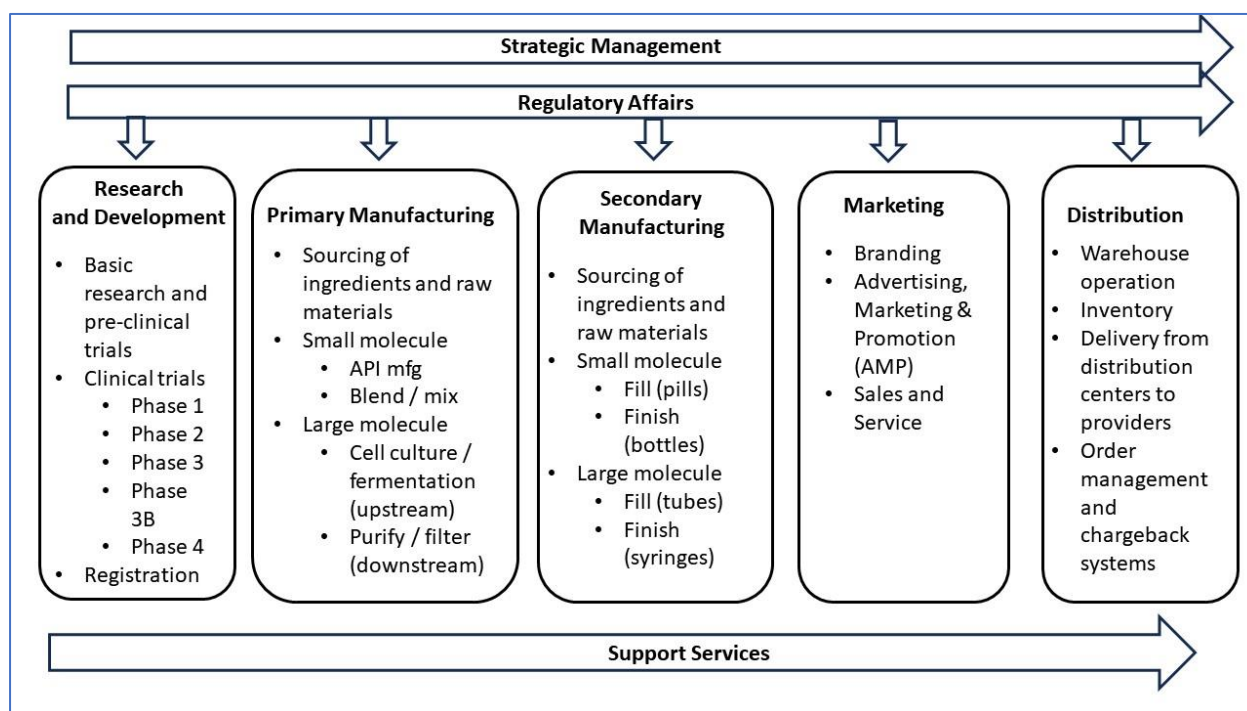 Strategic Management
Regulatory Affairs
Research
and Development
• Basic
research and
pre-clinical
trials
• Clinical trials
• Phase 1
• Phase 2
• Phase 3
• Phase
3B
• Phase 4
• Registration
Primary Manufacturing
• Sourcing of
ingredients and raw
materials
• Small molecule
• API mfg
• Blend / mix
• Large molecule
• Cell culture /
fermentation
(upstream)
• Purify / filter
(downstream)
Secondary
Manufacturing
• Sourcing of
ingredients and
raw materials
• Small molecule
• Fill (pills)
• Finish
(bottles)
• Large molecule
• Fill (tubes)
• Finish
(syringes)
Marketing
• Branding
• Advertising,
Marketing &
Promotion
(AMP)
• Sales and
Service
Distribution
• Warehouse
operation
• Inventory
• Delivery from
distribution
centers to
providers
• Order
management
and
chargeback
systems
Support Services